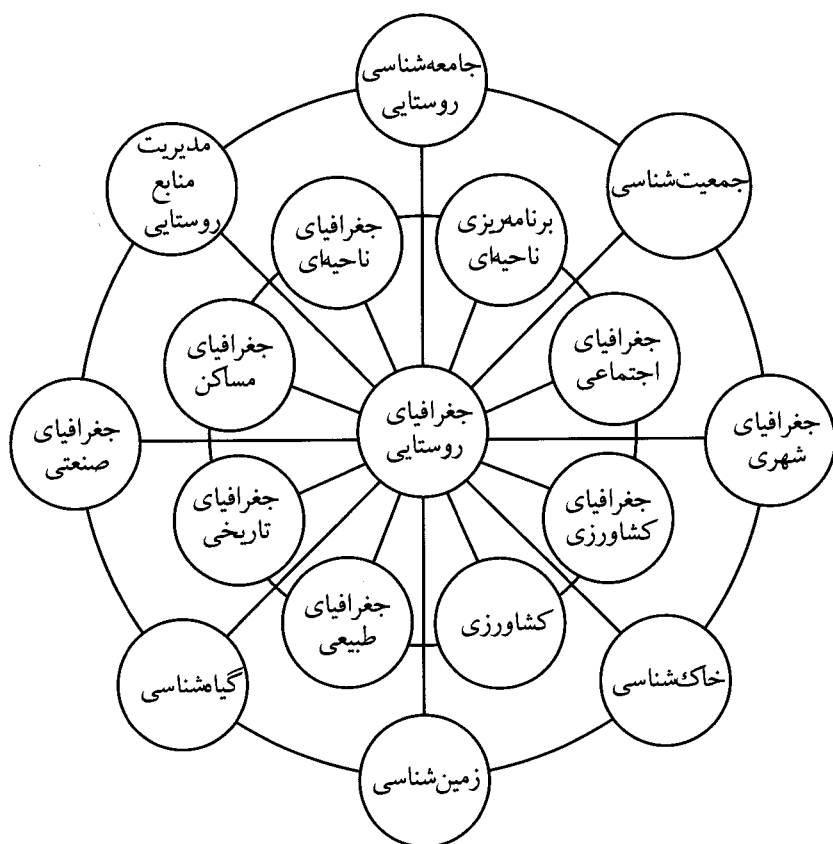 جامعه‌شناسی
روستایی
مدیریت
منابع
روستایی
جمعیت‌شناسی
جغرافیای
ناحیه‌ای
برنامه‌ریزی
ناحیه‌ای
جغرافیای
مساکن
جغرافیای
اجتماعی
جغرافیای
صنعتی
جغرافیای
روستایی
جغرافیای
شهری
جغرافیای
تاریخی
جغرافیای
کشاورزی
جغرافیای
طبیعی
کشاورزی
گیاه‌شناسی
خاک‌شناسی
زمین‌شناسی